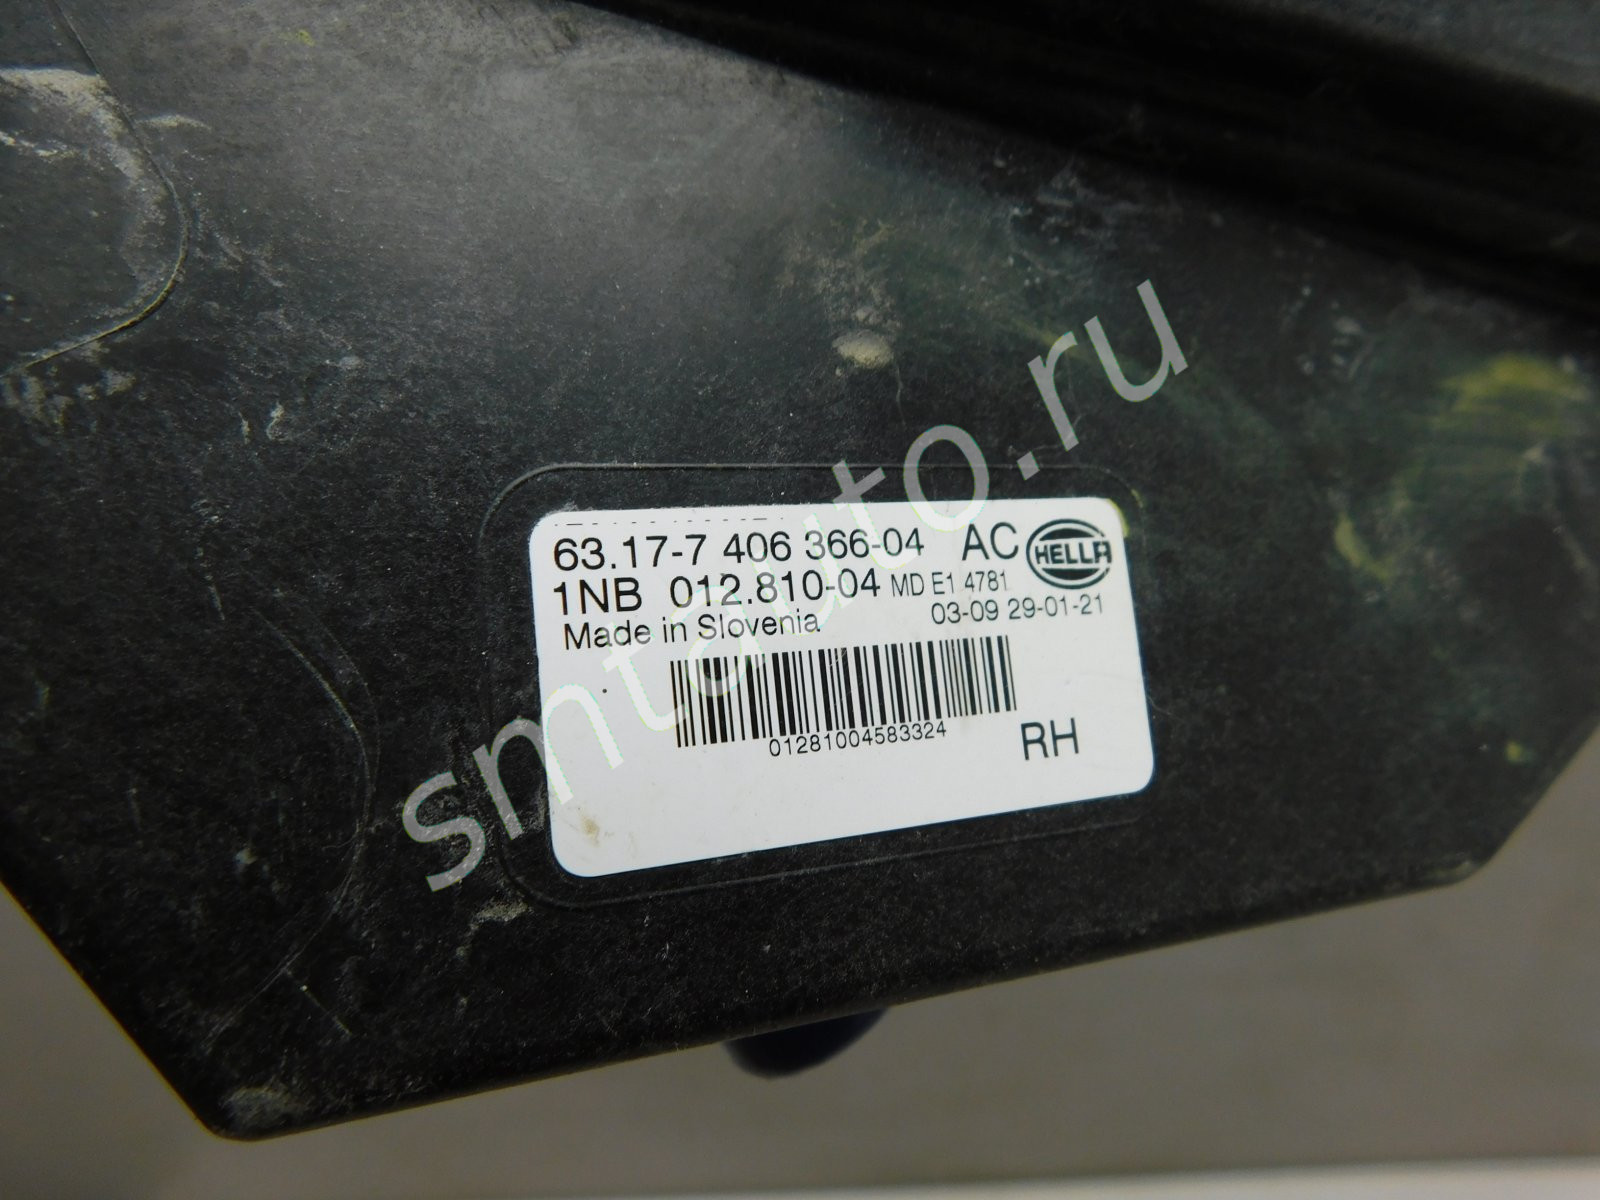 63.17-7 406 366-04 AC HELLA
1NB 012.810-04 MD E1 4781
Made in Slovenia 03-09 29-01-21
01281004583324
RH
smtauto.ru